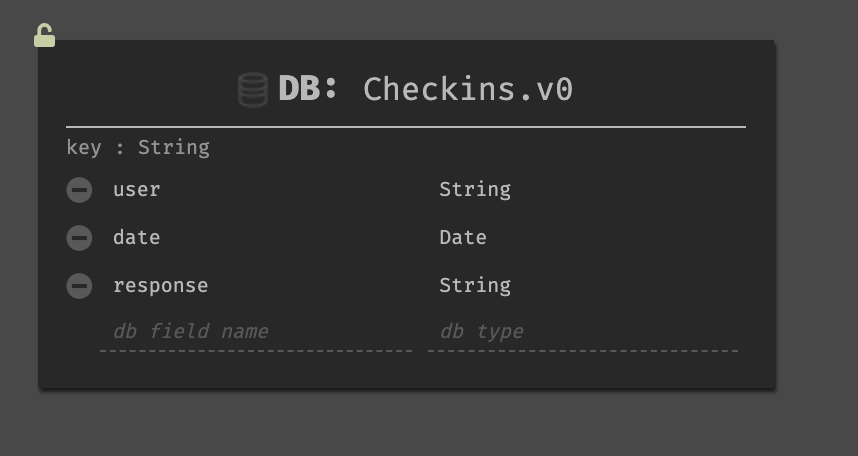 DB: Checkins.v0
key : String
user String
date Date
response String
db field name db type